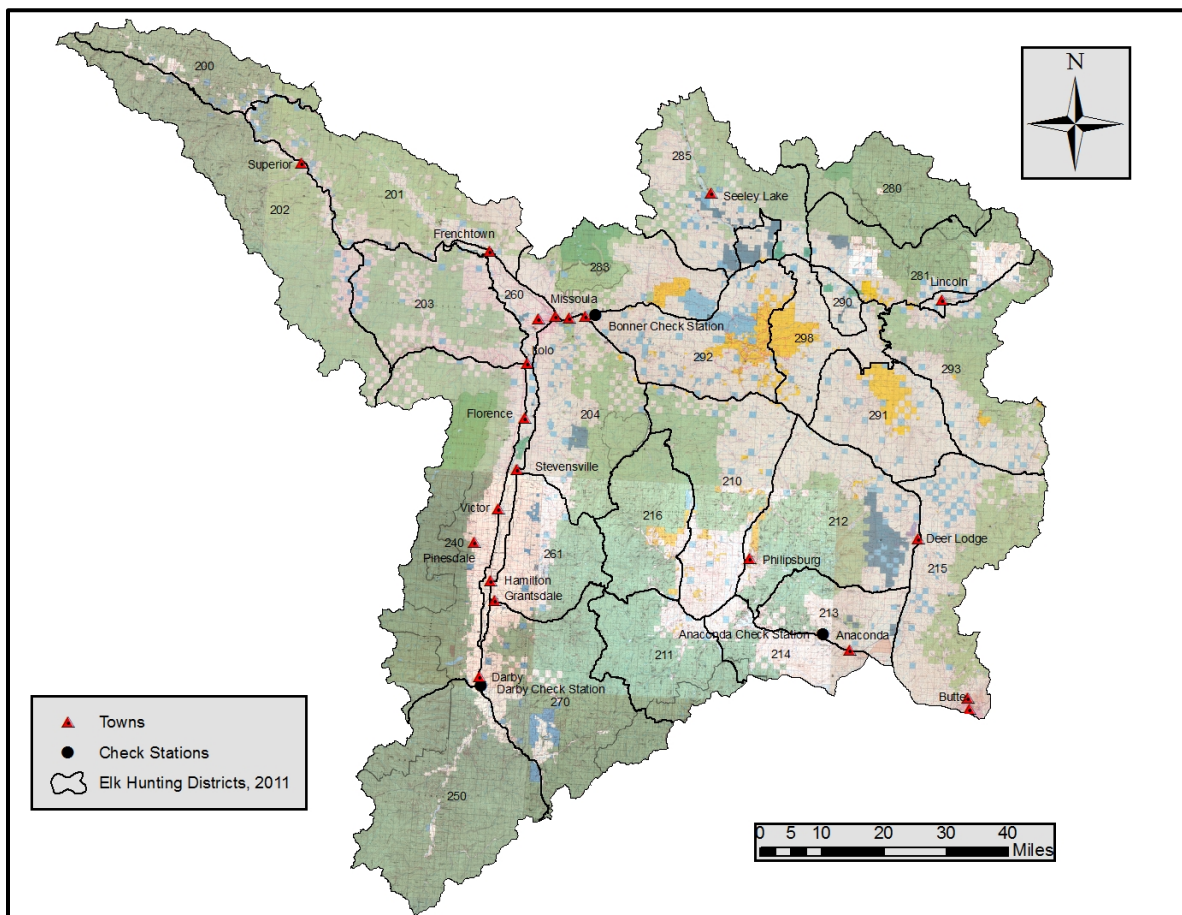 200
N
285
Superior
Seeley Lake
280
201
202
Frenchtown
283
281
Lincoln
260
Missoula
290
203
Bonner Check Station
298
292
Lolo
293
204
291
Florence
Stevensville
210
Victor
216
212
240
261
Deer Lodge
Pinesdale
Philipsburg
215
Hamilton
Grantsdale
213
Anaconda Check Station
Anaconda
211
214
Darby
Darby Check Station
Butte
270
Towns
Check Stations
Elk Hunting Districts, 2011
250
0 5 10 20 30 40
Miles